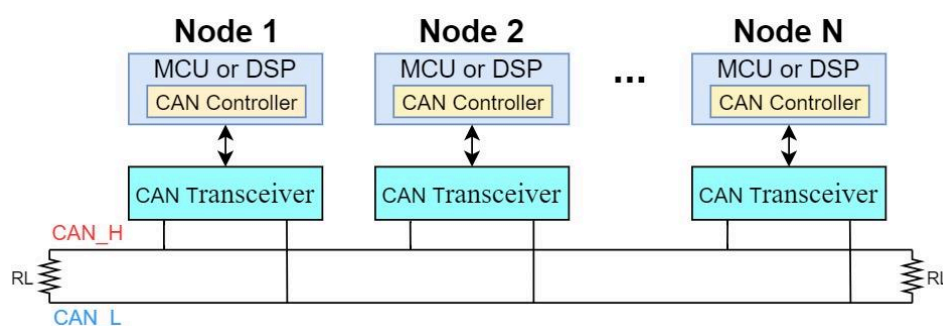 Node 1
Node 2
Node N
MCU or DSP
MCU or DSP
...
MCU or DSP
CAN Controller
CAN Controller
CAN Controller
CAN Transceiver
CAN Transceiver
CAN Transceiver
CAN_H
RL
RL
CAN_L